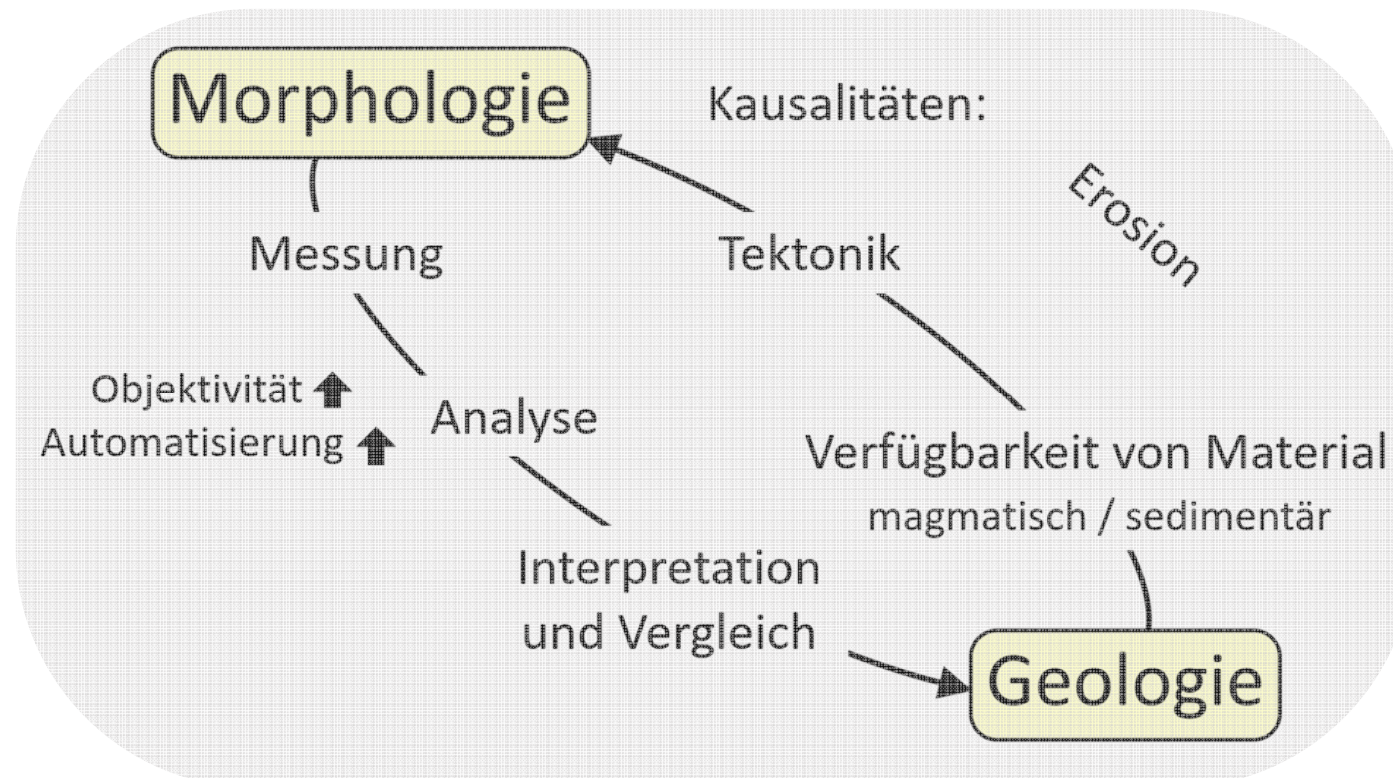 Morphologie
Kausalitäten:
Erosion
Messung
Tektonik
Objektivität
Automatisierung
Analyse
Verfügbarkeit von Material
magmatisch / sedimentär
Interpretation
und Vergleich
Geologie